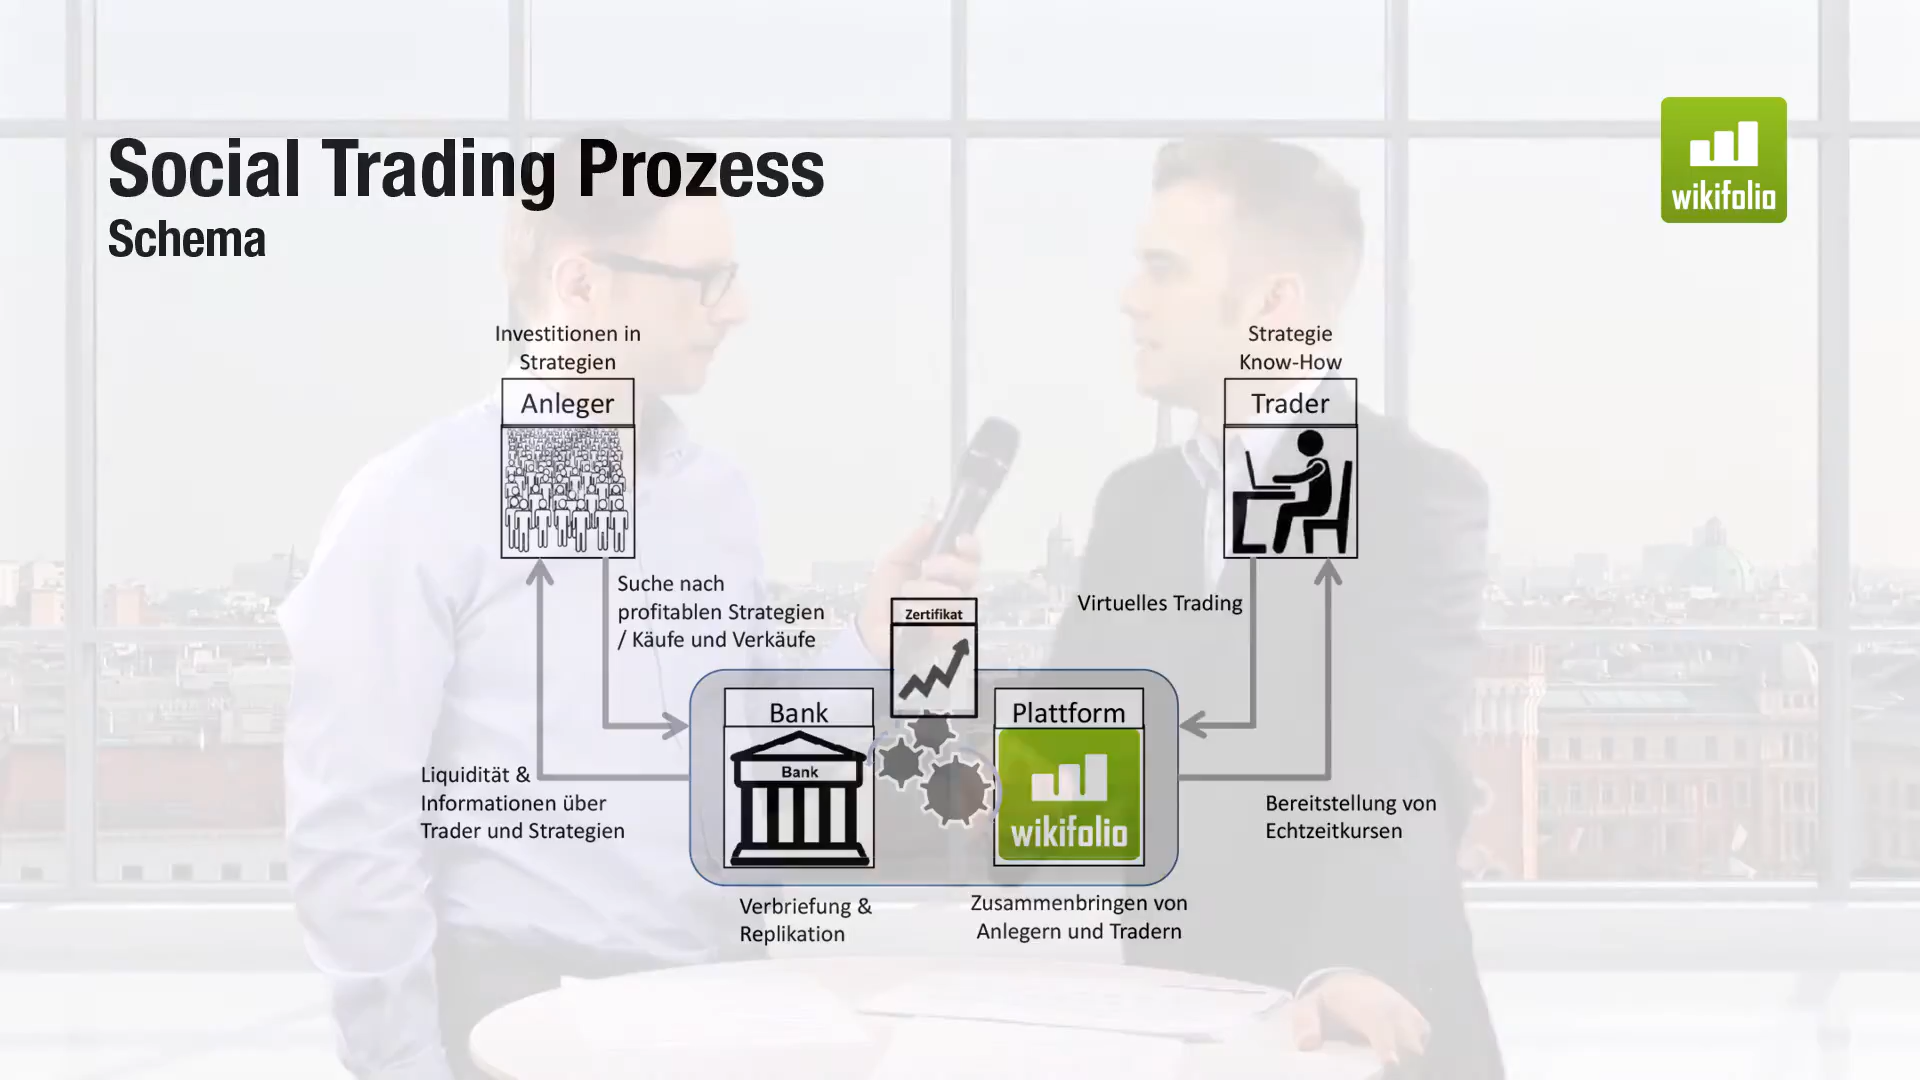 Social Trading Prozess
Schema
wikifolio
Investitionen in
Strategien
Anleger
Strategie
Know-How
Trader
Suche nach
profitablen Strategien
/ Käufe und Verkäufe
Zertifikat
Virtuelles Trading
Bank
Bank
Plattform
wikifolio
Liquidität &
Informationen über
Trader und Strategien
Bereitstellung von
Echtzeitkursen
Verbriefung &
Replikation
Zusammenbringen von
Anlegern und Tradern